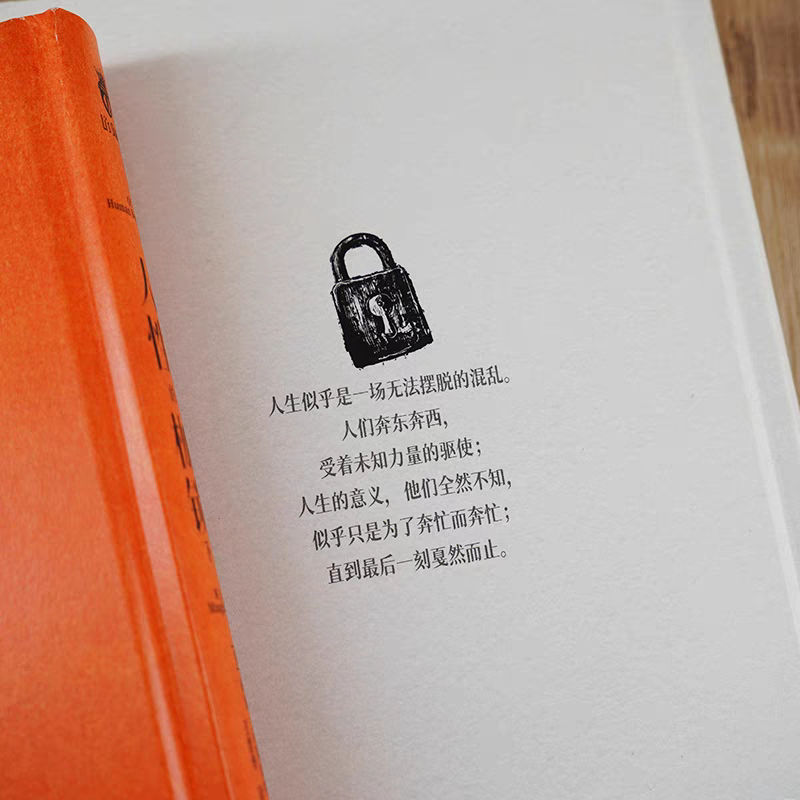 人生似乎是一场无法摆脱的混乱。
人们奔东奔西，
受着未知力量的驱使；
人生的意义，他们全然不知，
似乎只是为了奔忙而奔忙；
直到最后一刻戛然而止。
Human
人性